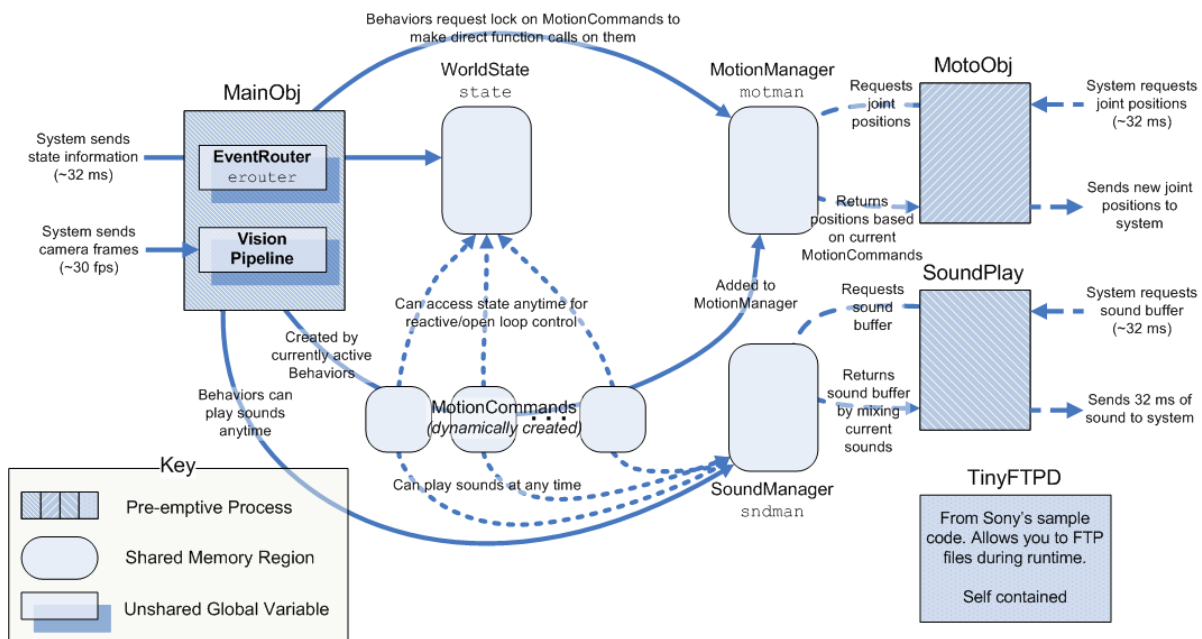 Behaviors request lock on MotionCommands to
make direct function calls on them
MainObj
WorldState
state
MotionManager
motman
MotoObj
System sends
state information
(~32 ms)
EventRouter
erouter
Requests
joint
positions
System requests
joint positions
(~32 ms)
System sends
camera frames
(~30 fps)
Vision
Pipeline
Returns
positions based
on current
MotionCommands
Sends new joint
positions to
system
Can access state anytime for
reactive/open loop control
Added to
MotionManager
SoundPlay
Requests
sound
buffer
System requests
sound buffer
(~32 ms)
Created by
currently active
Behaviors
Behaviors can
play sounds
anytime
MotionCommands
(dynamically created)
...
Returns
sound buffer
by mixing
current
sounds
Sends 32 ms of
sound to system
Can play sounds at any time
SoundManager
sndman
Key
Pre-emptive Process
Shared Memory Region
Unshared Global Variable
TinyFTPD
From Sony's sample
code. Allows you to FTP
files during runtime.
Self contained